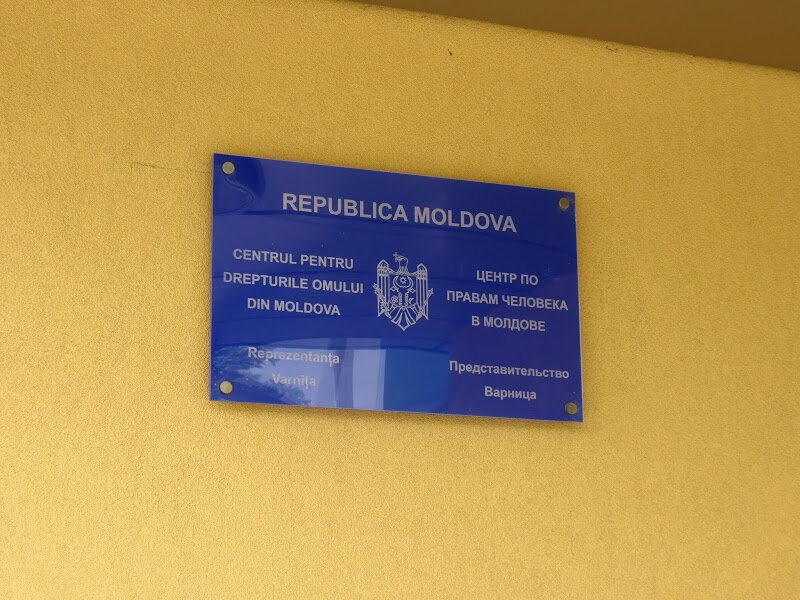 REPUBLICA MOLDOVA
CENTRUL PENTRU
DREPTURILE OMULUI
DIN MOLDOVA
ЦЕНТР ПО
ПРАВАМ ЧЕЛОВЕКА
В МОЛДОВЕ
Reprezentanța
Varnița
Представительство
Варница